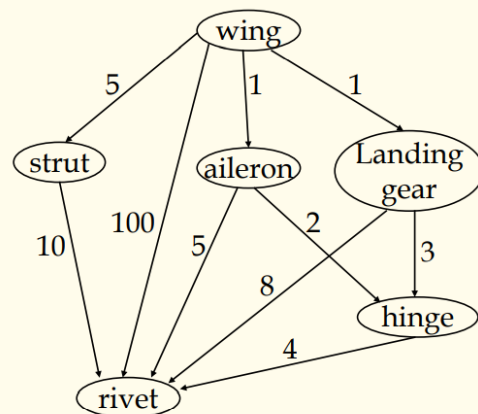 wing
5
1
1
strut
aileron
Landing
gear
10
100
5
2
8
3
hinge
4
rivet